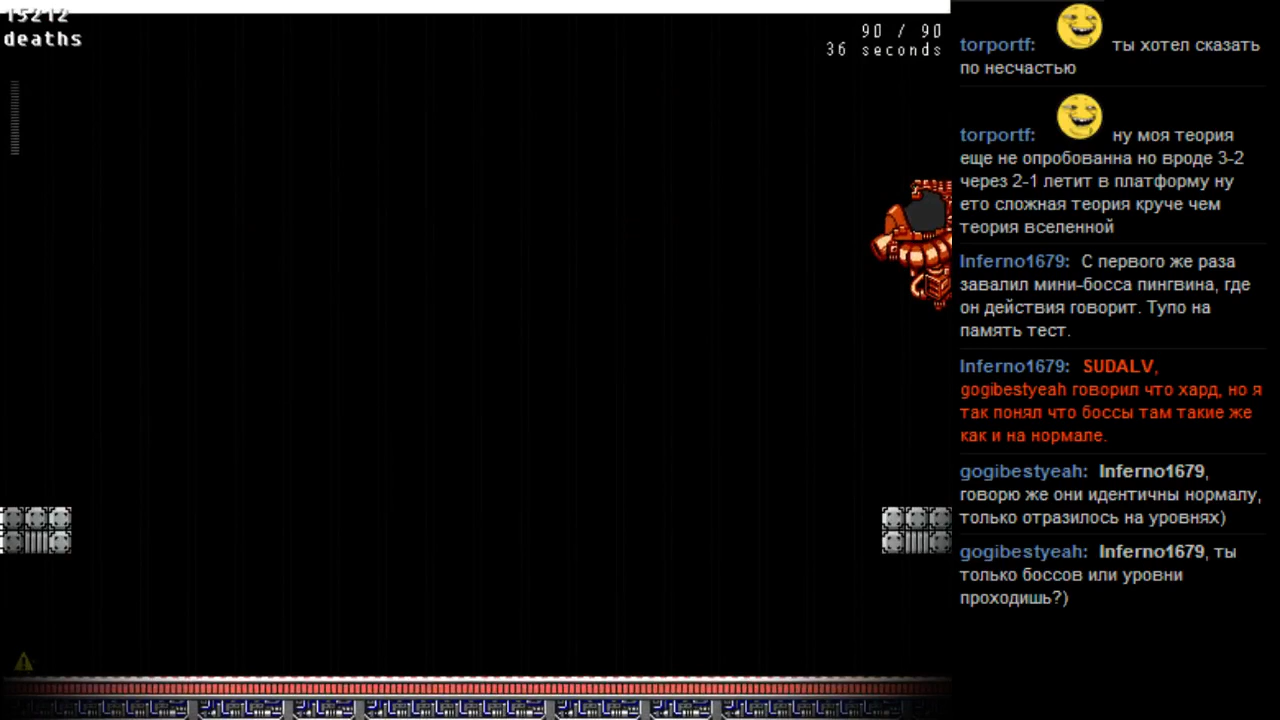 15212
deaths
90 / 90
36 seconds
torportf: ты хотел сказать
по несчастью
torportf: ну моя теория
еще не опробованна но вроде 3-2
через 2-1 летит в платформу ну
ето сложная теория круче чем
теория вселенной
Inferno1679: С первого же раза
завалил мини-босса пингвина, где
он действия говорит. Тупо на
память тест.
Inferno1679: SUDALV,
gogibestyeah говорил что хард, но я
так понял что боссы там такие же
как и на нормале.
gogibestyeah: Inferno1679,
говорю же они идентичны нормалу,
только отразилось на уровнях)
gogibestyeah: Inferno1679, ты
только боссов или уровни
проходишь?)